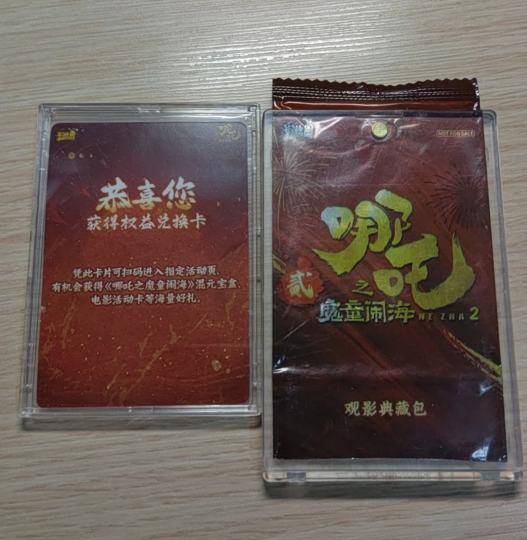 恭喜您
获得权益兑换卡
凭此卡片可扫码进入指定活动页,
有机会获得《哪吒之魔童闹海》混元宝盒、
电影活动卡等海量好礼。
NOT FOR SALE
哪吒
贰
之
魔童闹海 NE ZHA 2
观影典藏包